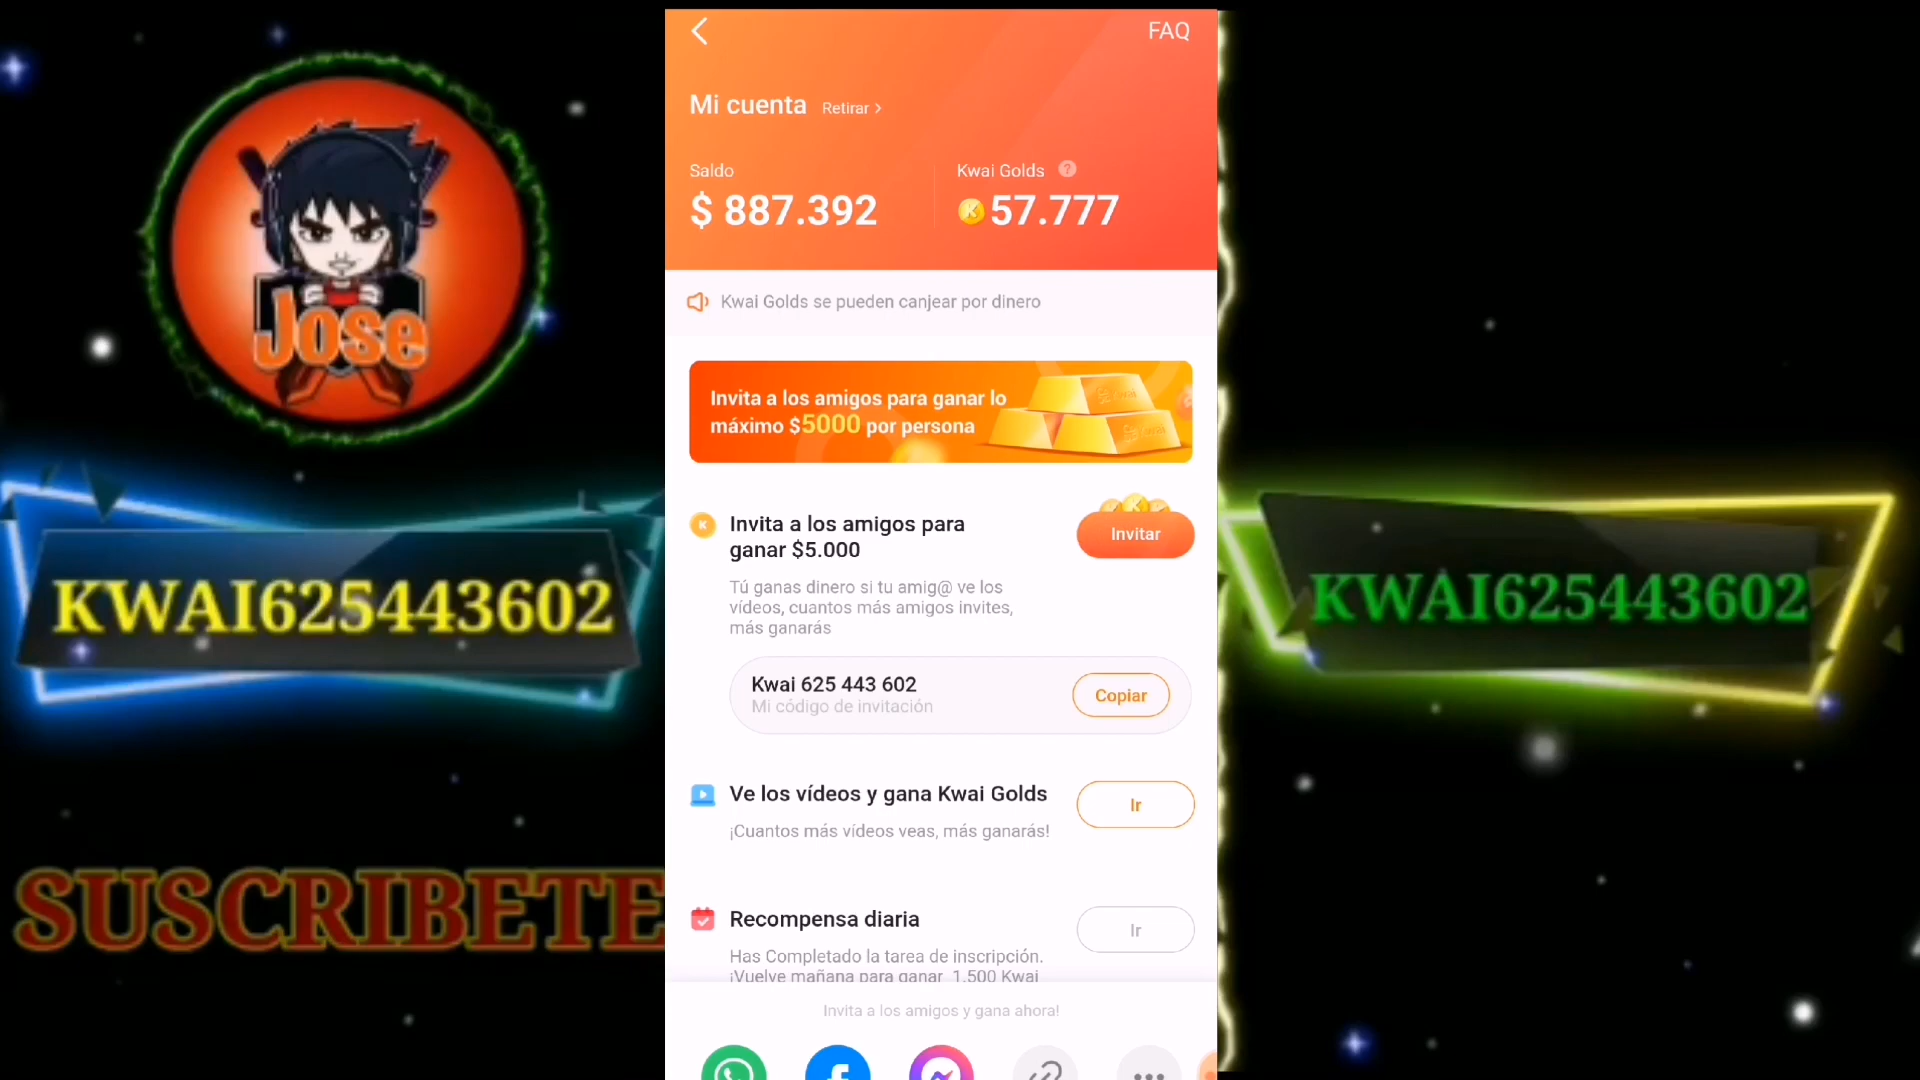 FAQ
Mi cuenta Retirar >
Saldo
$ 887.392
Kwai Golds ?
57.777
Kwai Golds se pueden canjear por dinero
Invita a los amigos para ganar lo
máximo $5000 por persona
Invita a los amigos para
ganar $5.000
Invitar
Tú ganas dinero si tu amig@ ve los
vídeos, cuantos más amigos invites,
más ganarás
Kwai 625 443 602
Mi código de invitación
Copiar
Ve los vídeos y gana Kwai Golds
Ir
¡Cuantos más vídeos veas, más ganarás!
Recompensa diaria
Ir
Has Completado la tarea de inscripción.
¡Vuelve mañana para ganar 1.500 Kwai
Invita a los amigos y gana ahora!
Jose
KWAI625443602
SUSCRIBETE
KWAI625443602